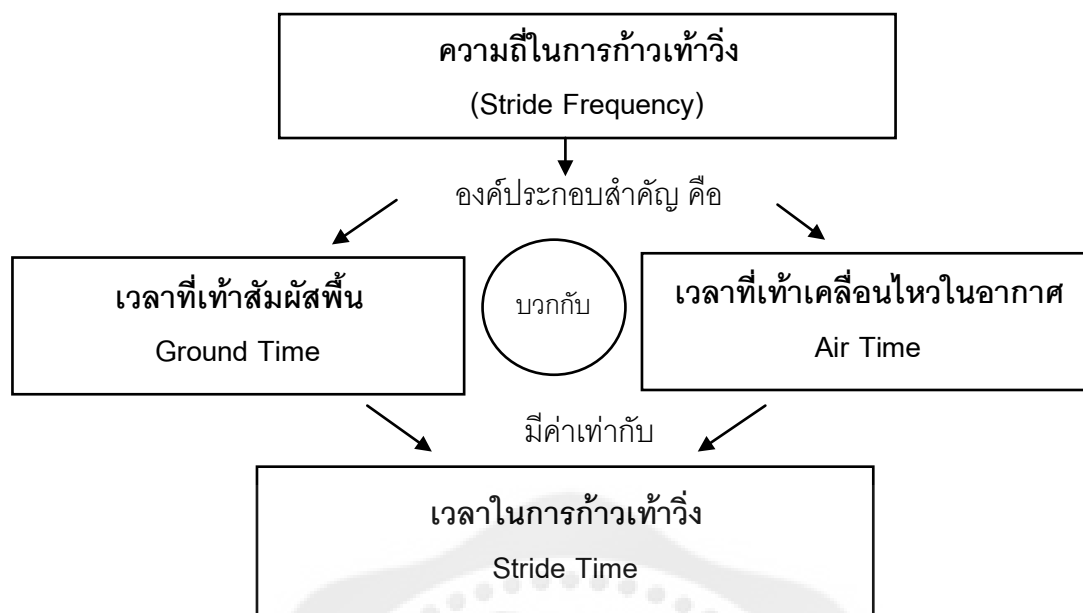 ความถี่ในการก้าวเท้าวิ่ง
(Stride Frequency)
องค์ประกอบสำคัญ คือ
เวลาที่เท้าสัมผัสพื้น
Ground Time
บวกกับ
เวลาที่เท้าเคลื่อนไหวในอากาศ
Air Time
มีค่าเท่ากับ
เวลาในการก้าวเท้าวิ่ง
Stride Time